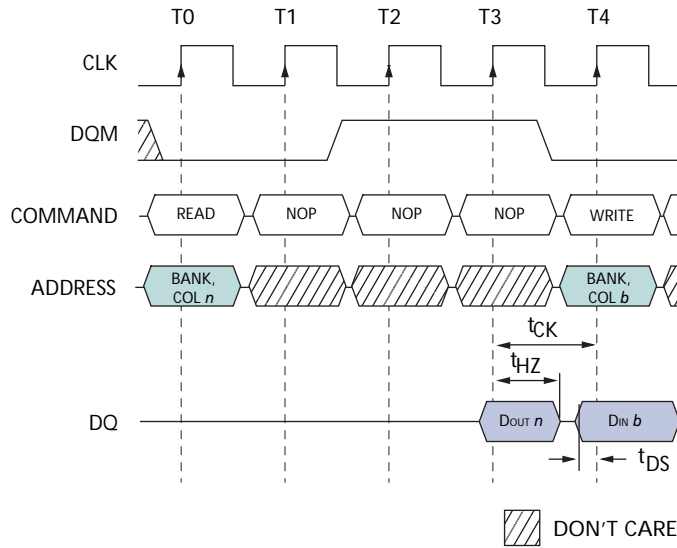 T0 T1 T2 T3 T4
CLK
DQM
COMMAND READ NOP NOP NOP WRITE
ADDRESS BANK, COL n BANK, COL b
tCK
tHZ
DQ DOUT n DIN b
tDS
DON'T CARE